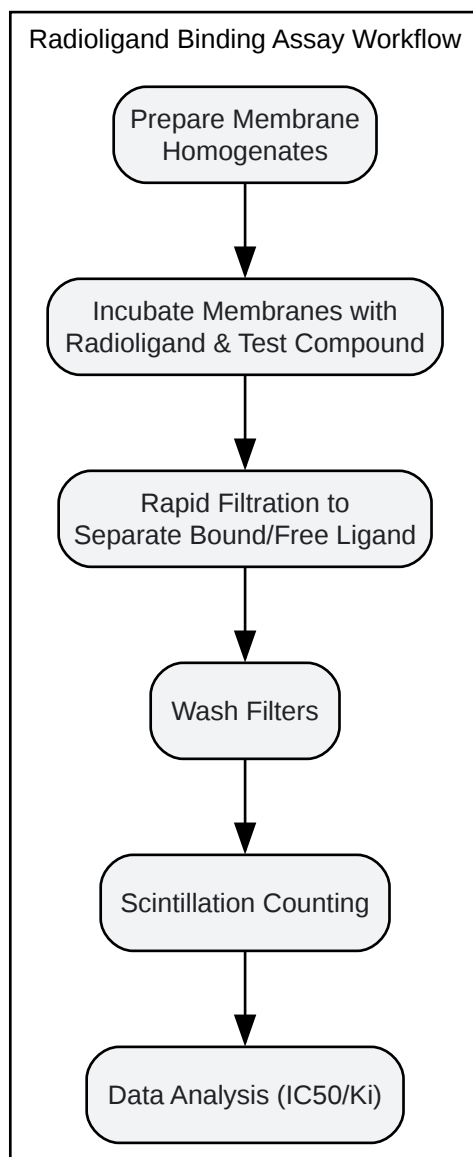 Radioligand Binding Assay Workflow
Prepare Membrane
Homogenates
Incubate Membranes with
Radioligand & Test Compound
Rapid Filtration to
Separate Bound/Free Ligand
Wash Filters
Scintillation Counting
Data Analysis (IC50/Ki)